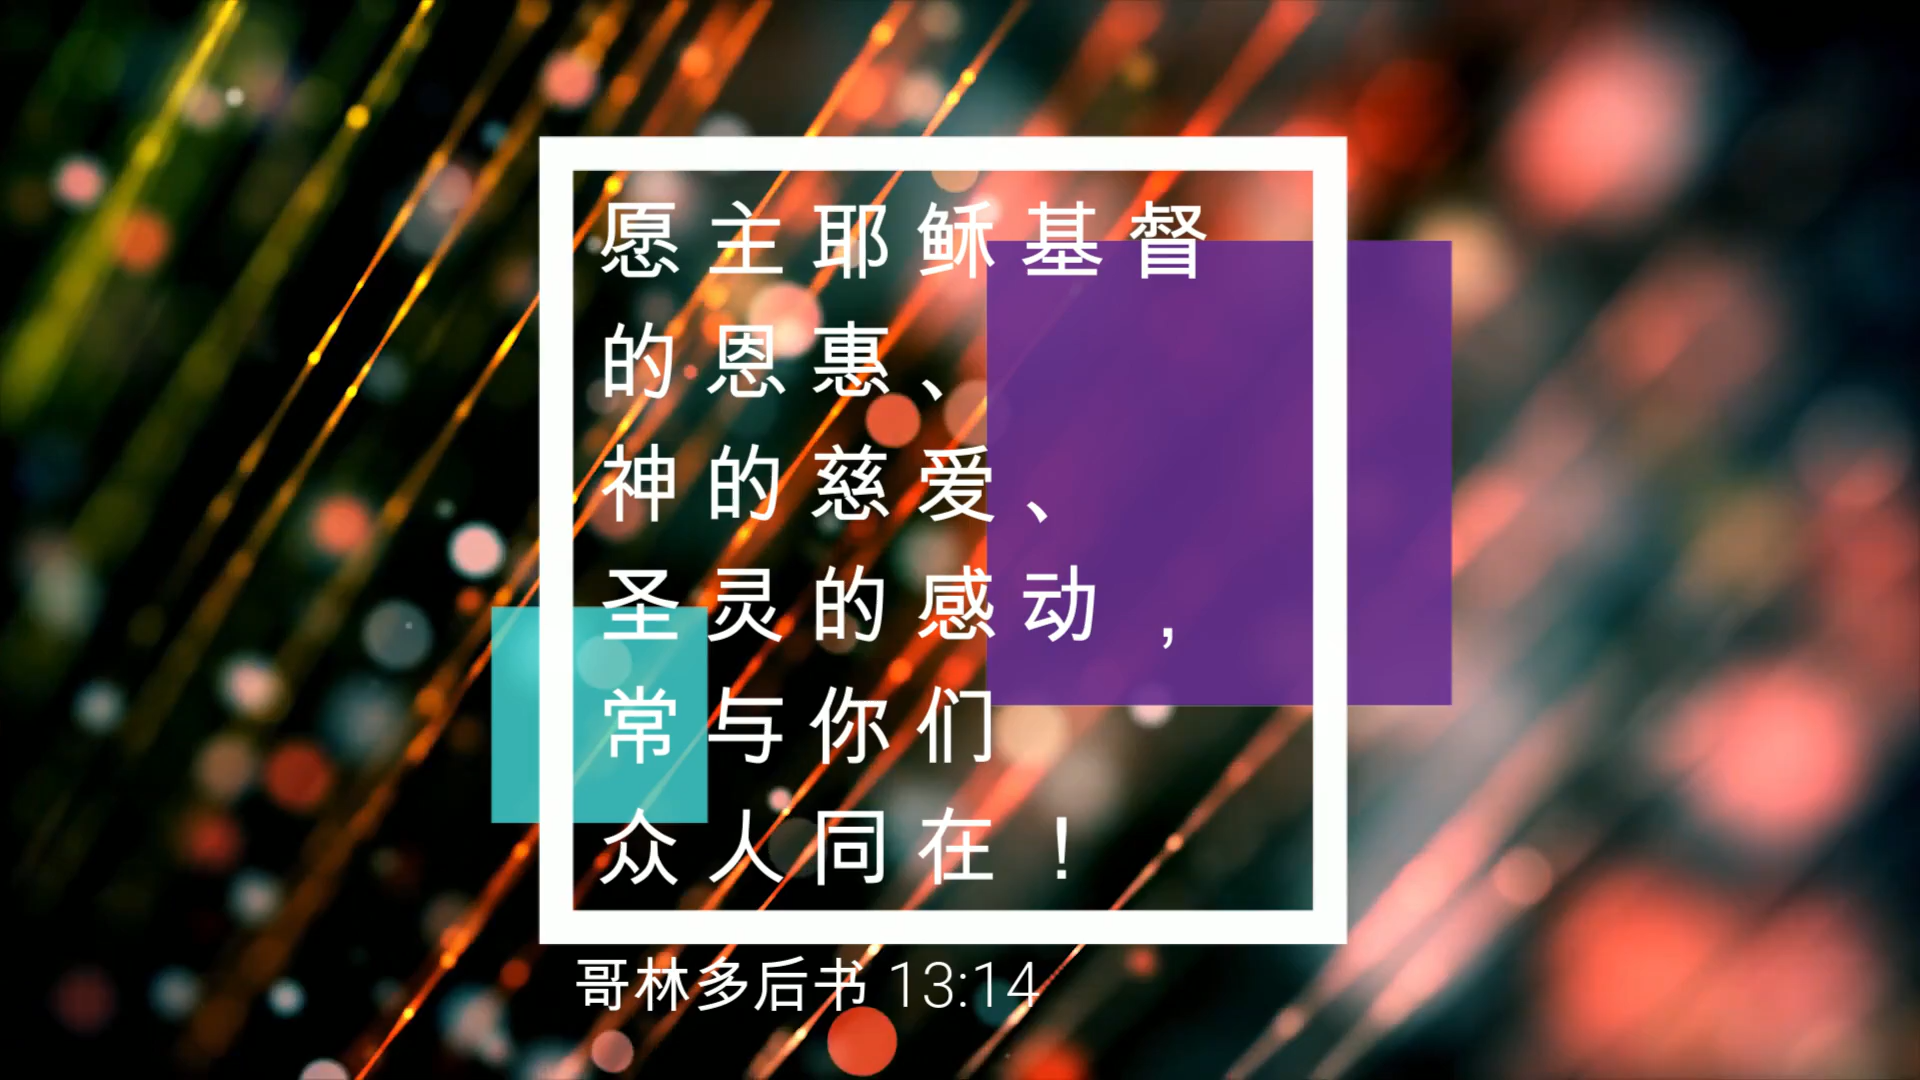 愿主耶稣基督
的恩惠、
神的慈爱、
圣灵的感动，
常与你们
众人同在！
哥林多后书 13:14